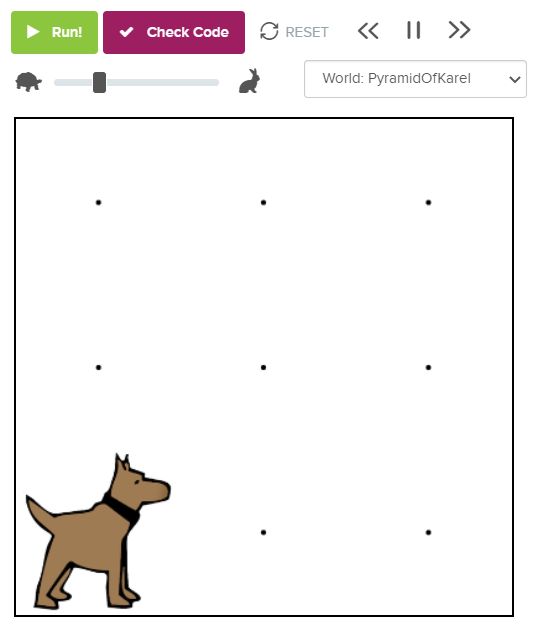 Run!
Check Code
RESET
World: PyramidOfKarel